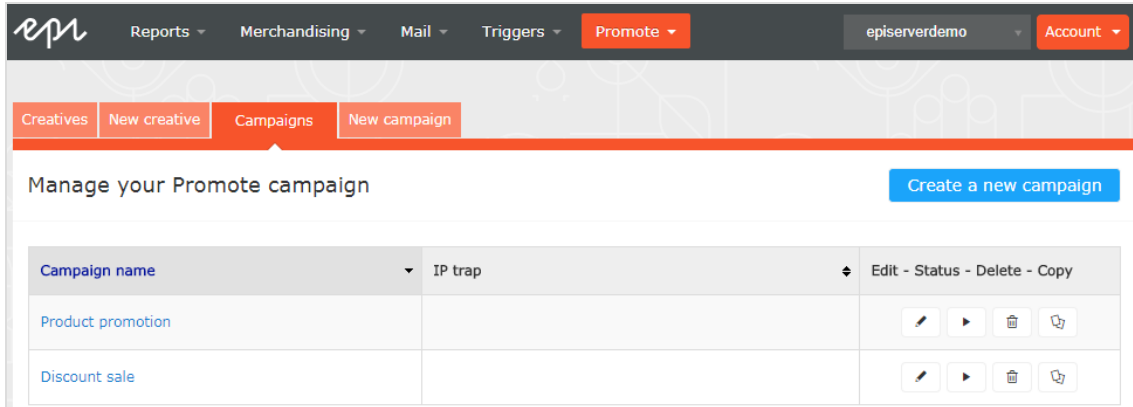 epi Reports Merchandising Mail Triggers Promote episerverdemo Account
Creatives New creative Campaigns New campaign
Manage your Promote campaign Create a new campaign
Campaign name IP trap Edit - Status - Delete - Copy
Product promotion
Discount sale